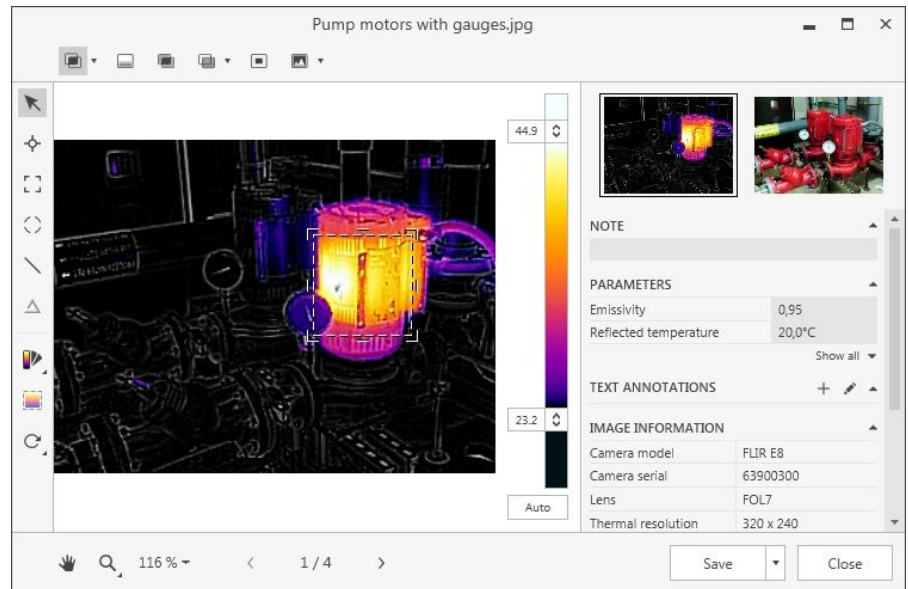 Pump motors with gauges.jpg
44.9
23.2
Auto
NOTE
PARAMETERS
Emissivity 0,95
Reflected temperature 20,0°C
Show all
TEXT ANNOTATIONS
IMAGE INFORMATION
Camera model FLIR E8
Camera serial 63900300
Lens FOL7
Thermal resolution 320 x 240
116 % 1 / 4 Save Close